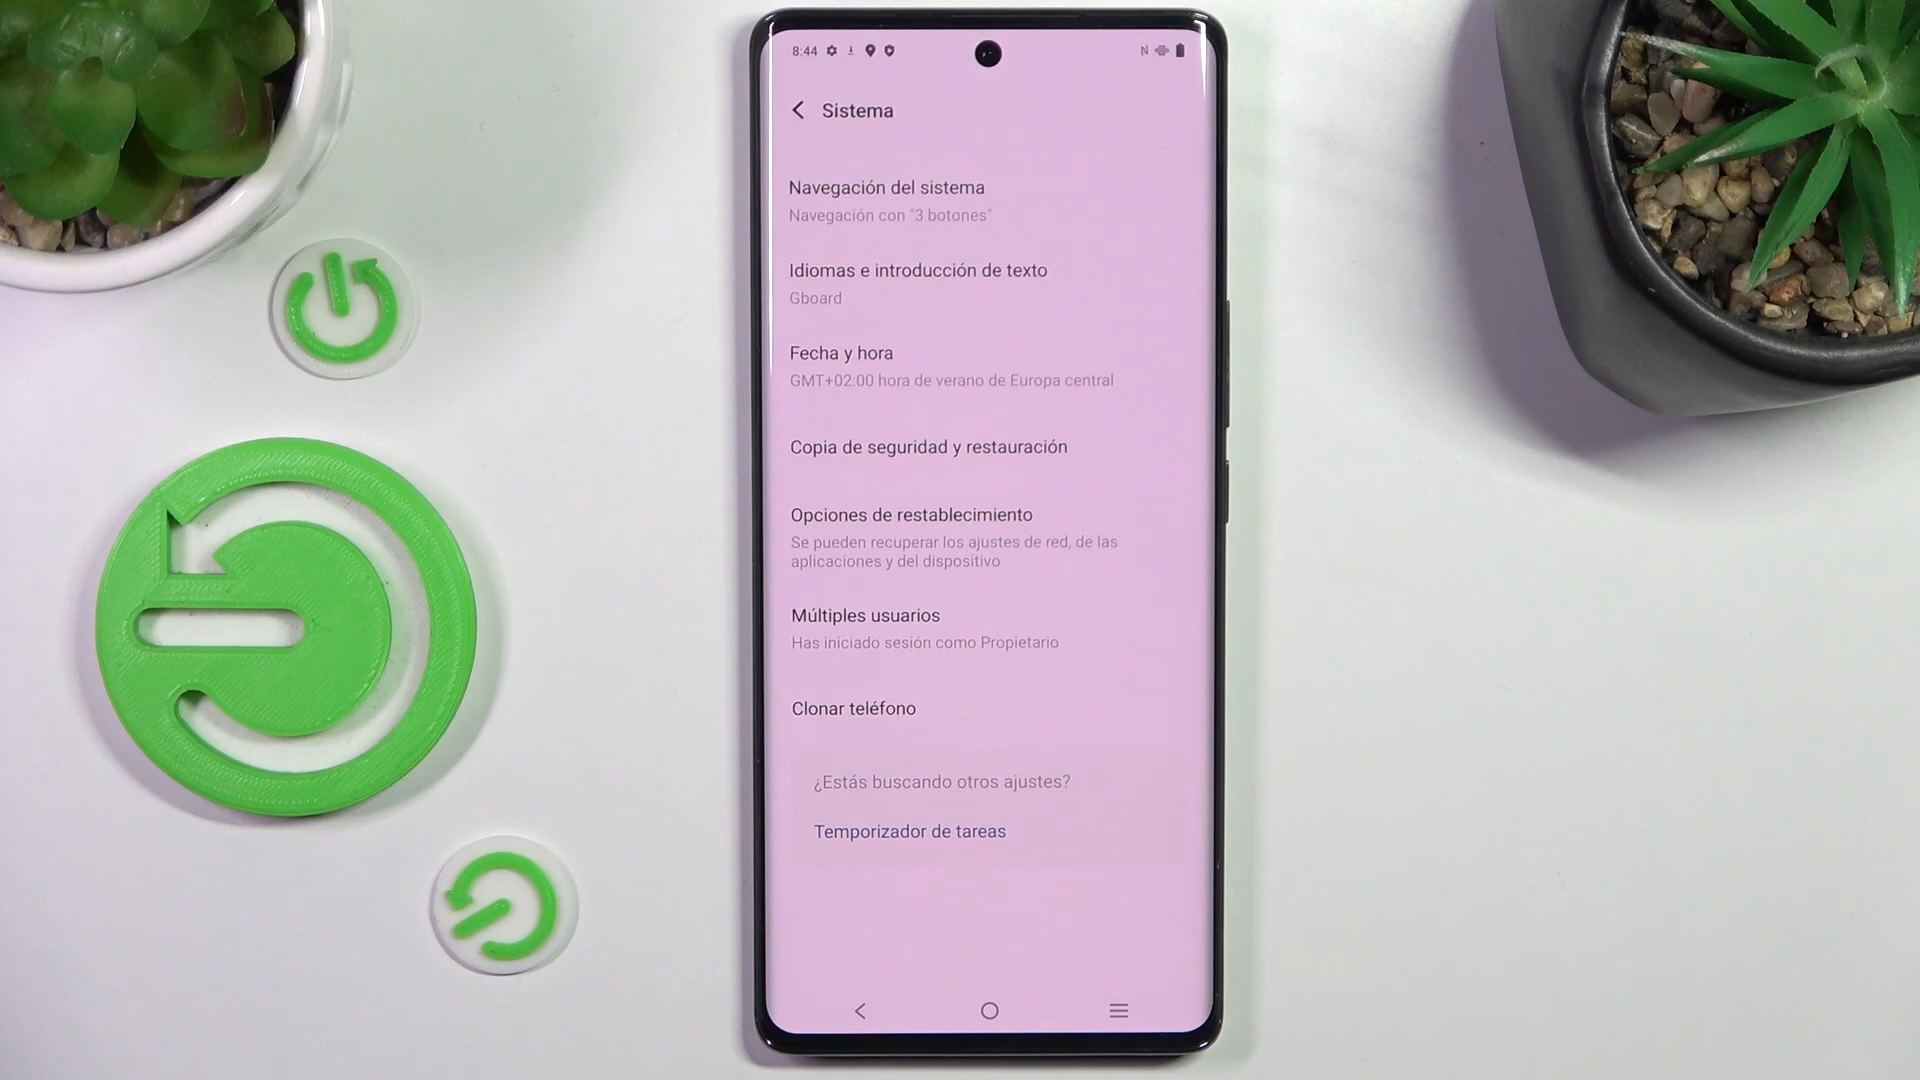 8:44
Sistema
Navegación del sistema
Navegación con "3 botones"
Idiomas e introducción de texto
Gboard
Fecha y hora
GMT+02:00 hora de verano de Europa central
Copia de seguridad y restauración
Opciones de restablecimiento
Se pueden recuperar los ajustes de red, de las
aplicaciones y del dispositivo
Múltiples usuarios
Has iniciado sesión como Propietario
Clonar teléfono
¿Estás buscando otros ajustes?
Temporizador de tareas